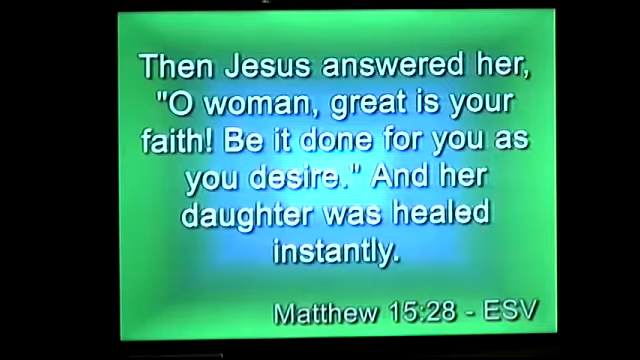 Then Jesus answered her,
"O woman, great is your
faith! Be it done for you as
you desire." And her
daughter was healed
instantly.
Matthew 15:28 - ESV